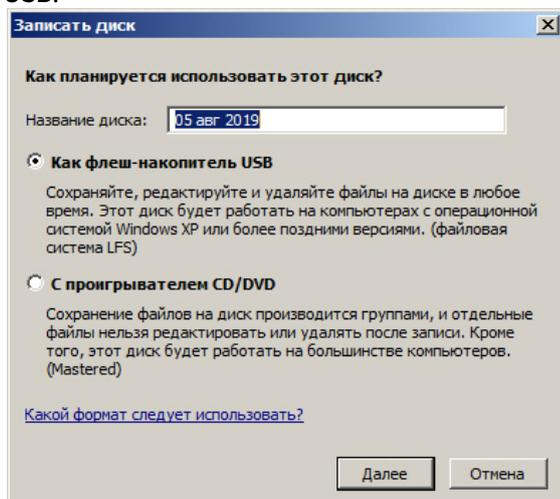 USB.
Записать диск
Как планируется использовать этот диск?
Название диска: 05 авг 2019
Как флеш-накопитель USB
Сохраняйте, редактируйте и удаляйте файлы на диске в любое
время. Этот диск будет работать на компьютерах с операционной
системой Windows XP или более поздними версиями. (файловая
система LFS)
С проигрывателем CD/DVD
Сохранение файлов на диск производится группами, и отдельные
файлы нельзя редактировать или удалять после записи. Кроме
того, этот диск будет работать на большинстве компьютеров.
(Mastered)
Какой формат следует использовать?
Далее Отмена